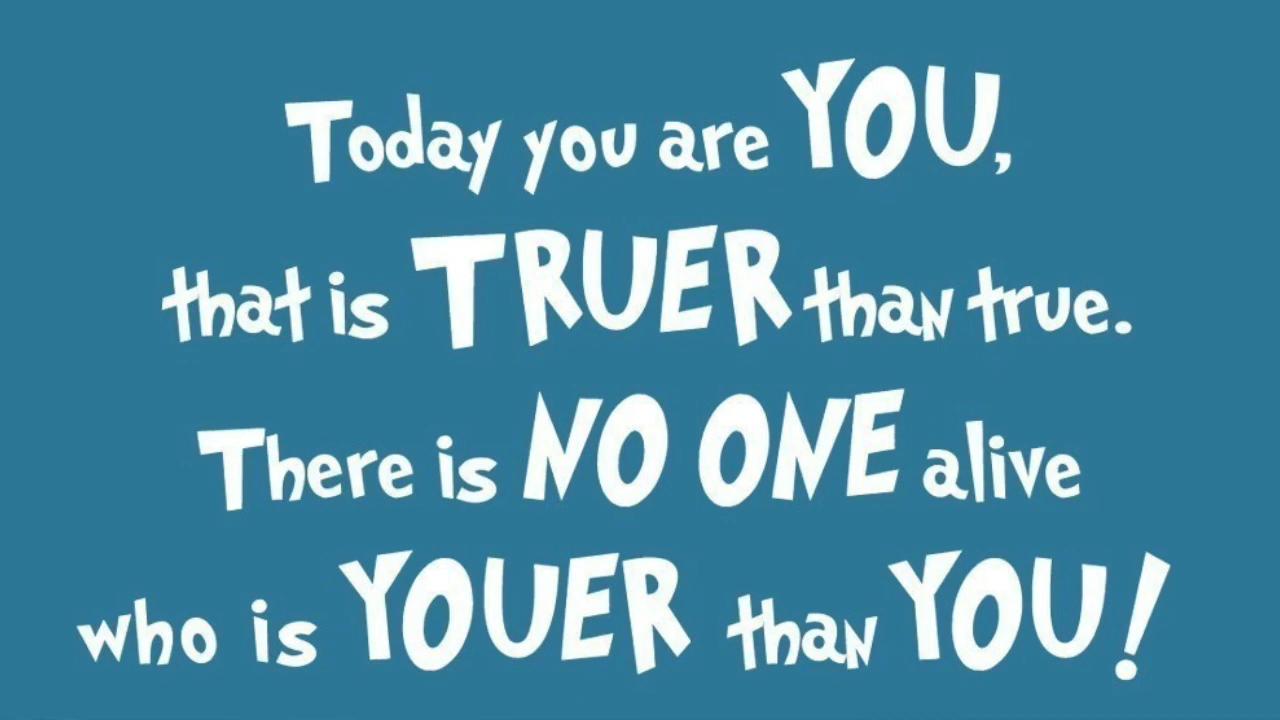 Today you are YOU,
that is TRUER than true.
There is NO ONE alive
who is YOUER than YOU!